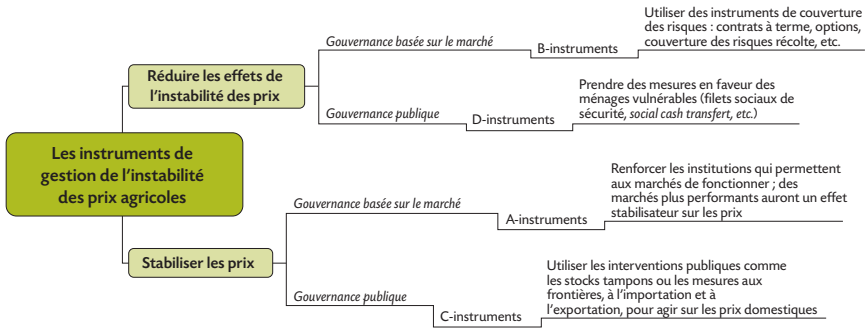 Les instruments de
gestion de l'instabilité
des prix agricoles
Réduire les effets de
l'instabilité des prix
Gouvernance basée sur le marché
B-instruments
Utiliser des instruments de couverture
des risques : contrats à terme, options,
couverture des risques récolte, etc.
Gouvernance publique
D-instruments
Prendre des mesures en faveur des
ménages vulnérables (filets sociaux de
sécurité, social cash transfert, etc.)
Stabiliser les prix
Gouvernance basée sur le marché
A-instruments
Renforcer les institutions qui permettent
aux marchés de fonctionner ; des
marchés plus performants auront un effet
stabilisateur sur les prix
Gouvernance publique
C-instruments
Utiliser les interventions publiques comme
les stocks tampons ou les mesures aux
frontières, à l'importation et à
l'exportation, pour agir sur les prix domestiques